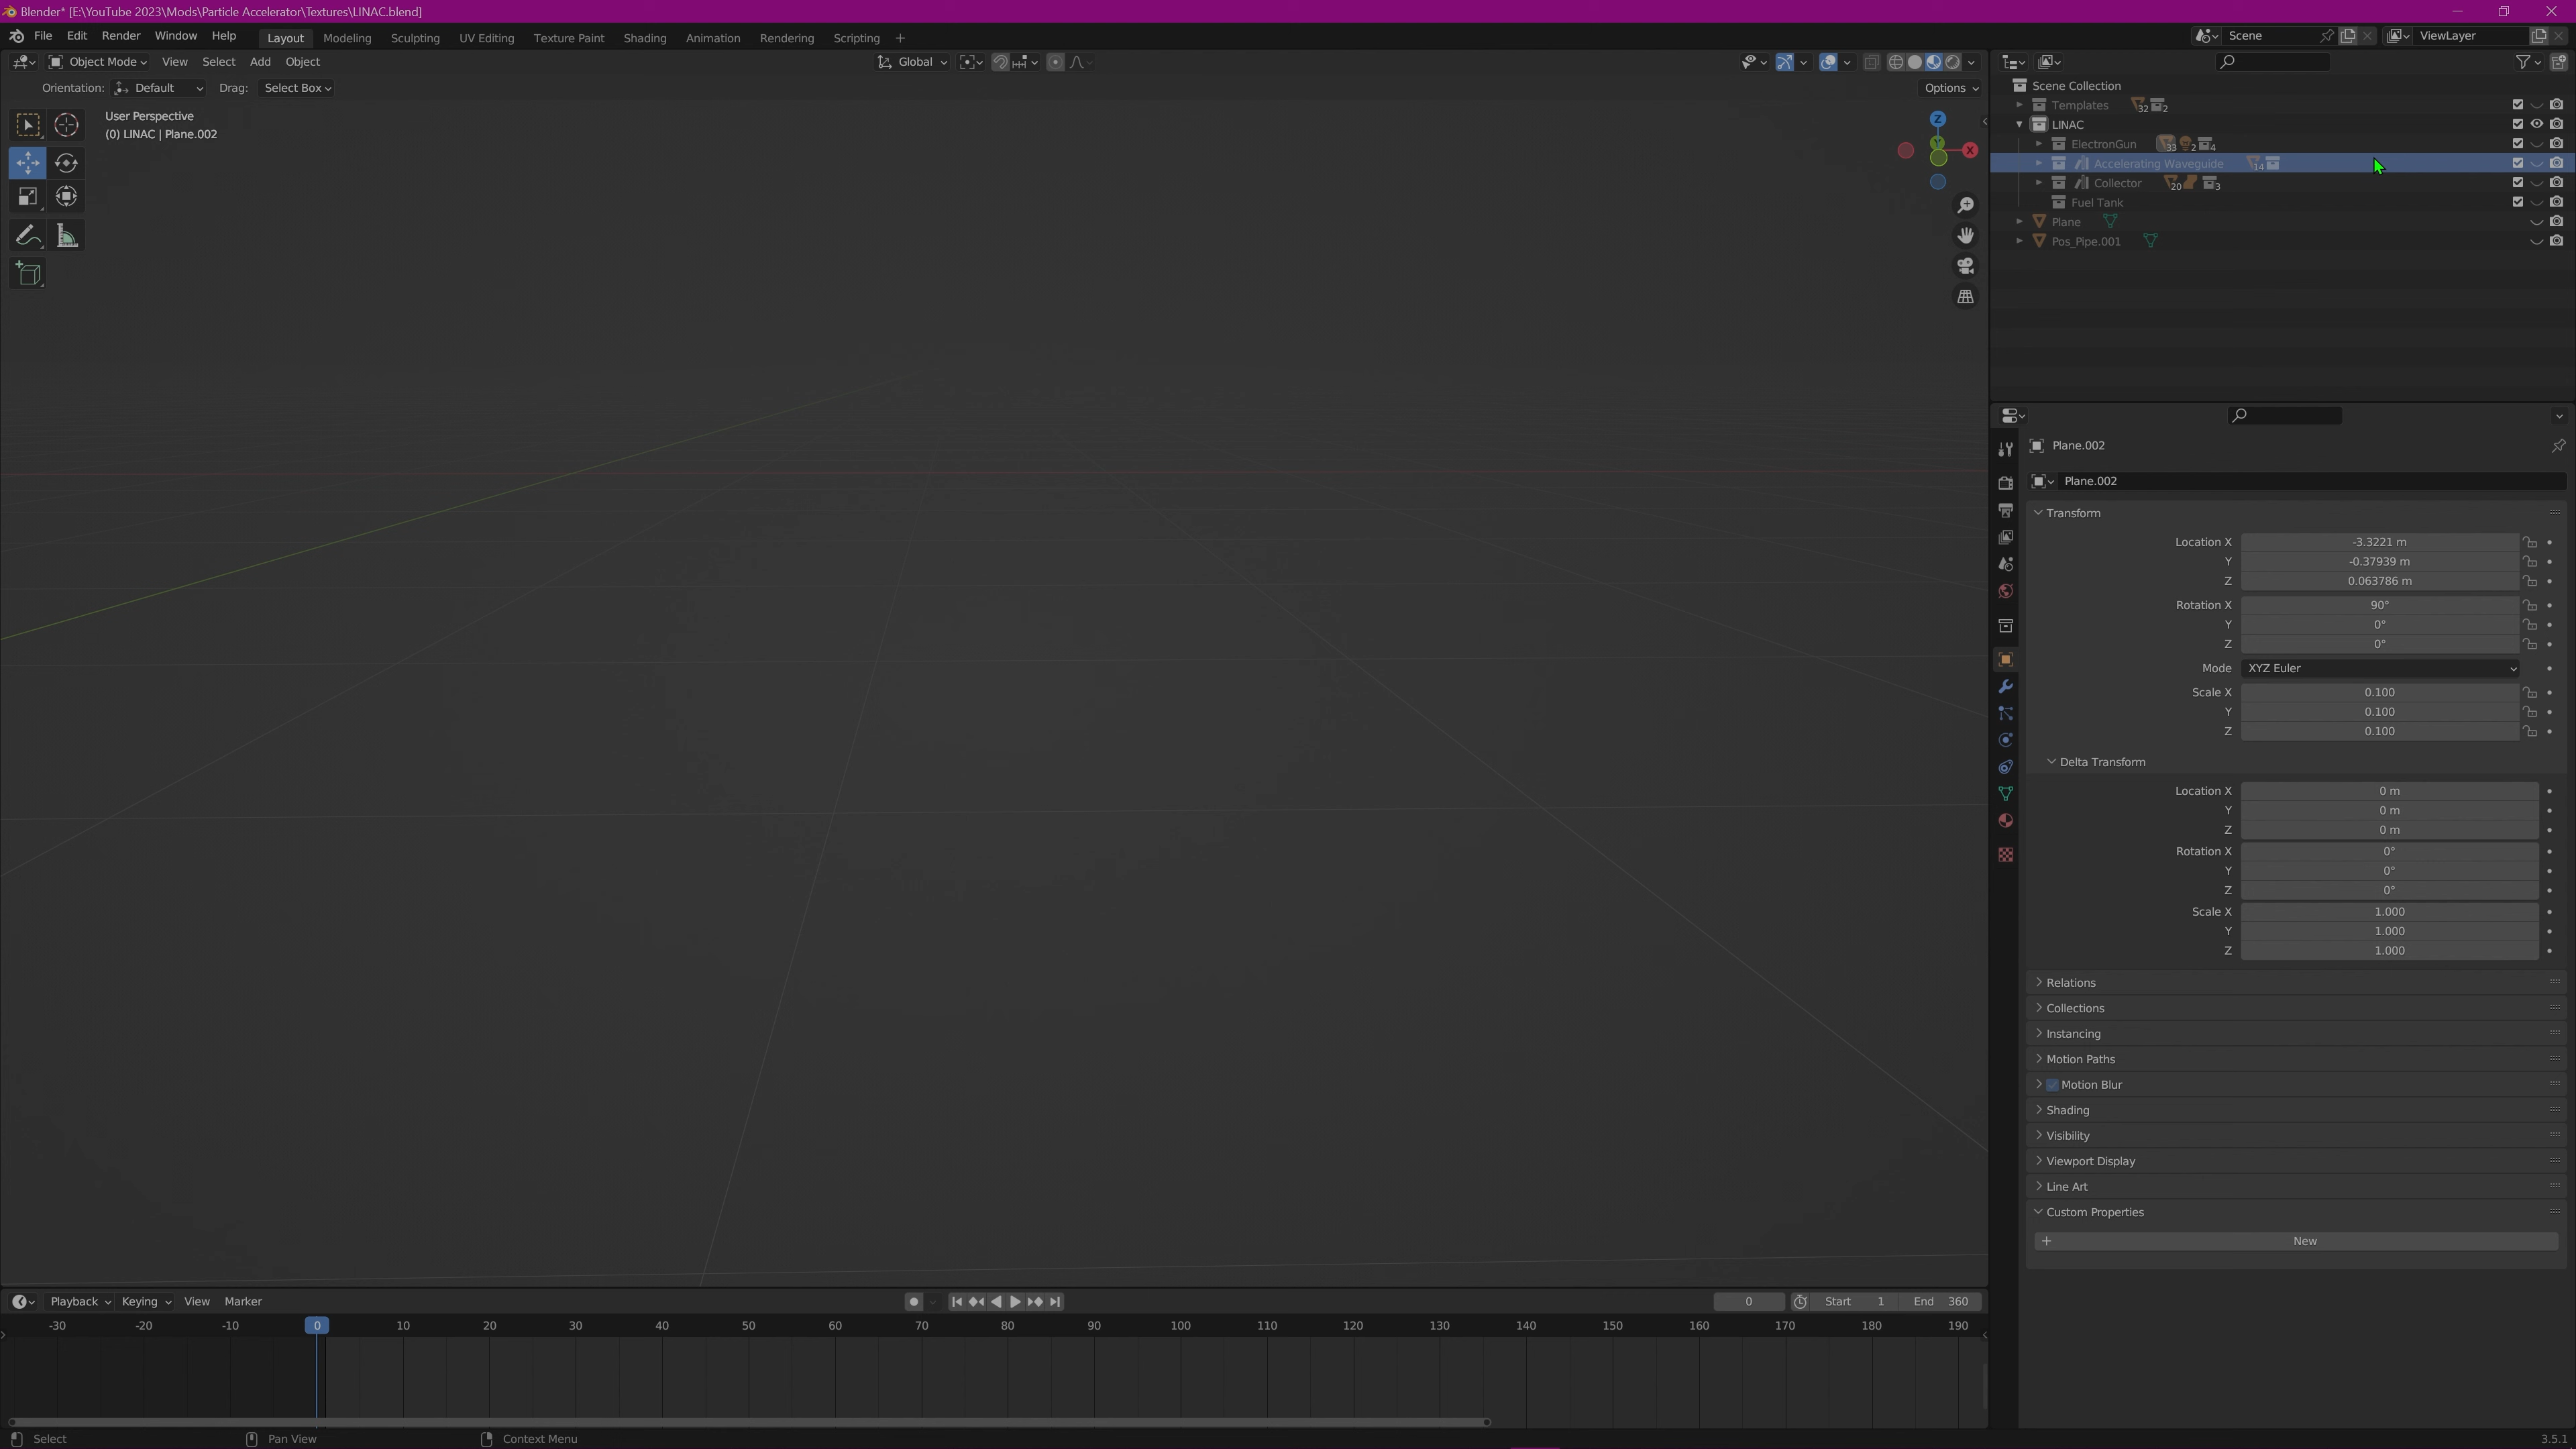 Blender* [E:\YouTube 2023\Mods\Particle Accelerator\Textures\LINAC.blend]
File Edit Render Window Help Layout Modeling Sculpting UV Editing Texture Paint Shading Animation Rendering Scripting + Scene ViewLayer
Object Mode View Select Add Object Global
Orientation: Default Drag: Select Box Options
User Perspective
(0) LINAC | Plane.002
Z
Y
X
Scene Collection
Templates 32 2
LINAC
ElectronGun 33 2 4
Accelerating Waveguide 14
Collector 20 3
Fuel Tank
Plane
Pos_Pipe.001
Plane.002
Plane.002
Transform
Location X -3.3221 m
Y -0.37939 m
Z 0.063786 m
Rotation X 90°
Y 0°
Z 0°
Mode XYZ Euler
Scale X 0.100
Y 0.100
Z 0.100
Delta Transform
Location X 0 m
Y 0 m
Z 0 m
Rotation X 0°
Y 0°
Z 0°
Scale X 1.000
Y 1.000
Z 1.000
Relations
Collections
Instancing
Motion Paths
Motion Blur
Shading
Visibility
Viewport Display
Line Art
Custom Properties
+ New
Playback Keying View Marker 0 Start 1 End 360
-30 -20 -10 0 10 20 30 40 50 60 70 80 90 100 110 120 130 140 150 160 170 180 190
Select Pan View Context Menu 3.5.1